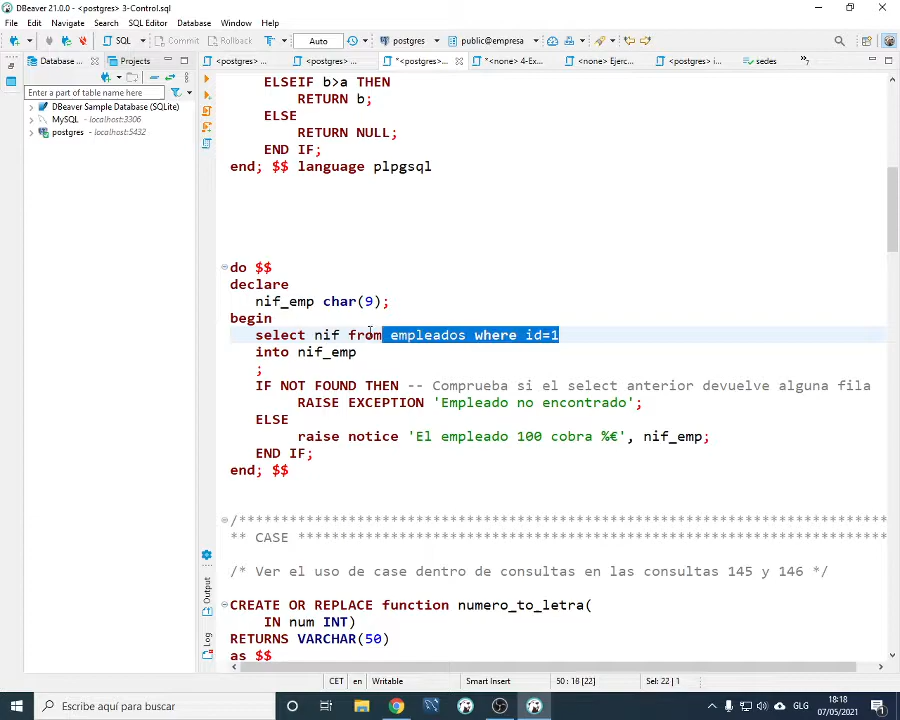 DBeaver 21.0.0 - <postgres> 3-Control.sql
File Edit Navigate Search SQL Editor Database Window Help
SQL Commit Rollback Auto postgres public@empresa
Database ... Projects <postgres> ... <postgres> ... *<postgres>... *<none> 4-Ex... <none> Ejerc... <postgres> i... sedes
Enter a part of table name here
DBeaver Sample Database (SQLite)
MySQL - localhost:3306
postgres - localhost:5432
ELSEIF b>a THEN
RETURN b;
ELSE
RETURN NULL;
END IF;
end; $$ language plpgsql
do $$
declare
nif_emp char(9);
begin
select nif from empleados where id=1
into nif_emp
;
IF NOT FOUND THEN -- Comprueba si el select anterior devuelve alguna fila
RAISE EXCEPTION 'Empleado no encontrado';
ELSE
raise notice 'El empleado 100 cobra %€', nif_emp;
END IF;
end; $$
/******************************************************************************
** CASE **********************************************************************
/* Ver el uso de case dentro de consultas en las consultas 145 y 146 */
CREATE OR REPLACE function numero_to_letra(
IN num INT)
RETURNS VARCHAR(50)
as $$
Output
Log
CET en Writable Smart Insert 50 : 18 [22] Sel: 22 | 1
Escribe aquí para buscar
GLG
18:18
07/05/2021